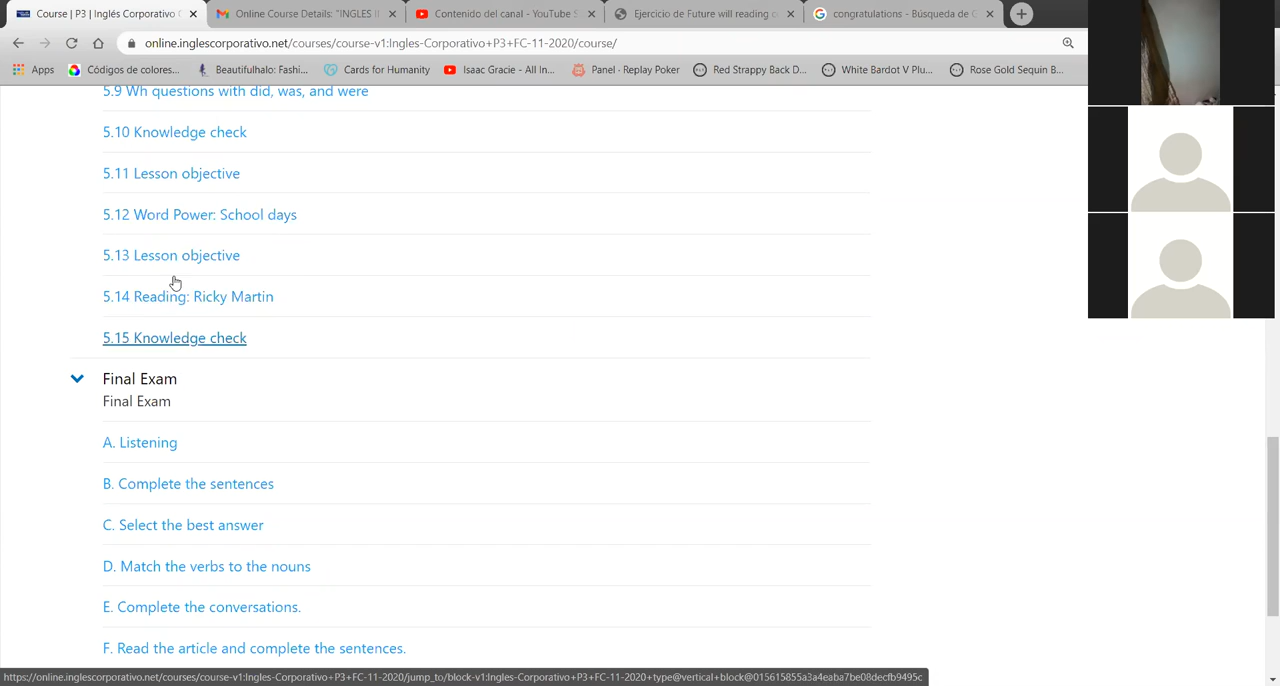 Course | P3 | Inglés Corporativo
Online Course Details: "INGLES I
Contenido del canal - YouTube S
Ejercicio de Future will reading c
congratulations - Búsqueda de G
online.inglescorporativo.net/courses/course-v1:Ingles-Corporativo+P3+FC-11-2020/course/
Apps
Códigos de colores...
Beautifulhalo: Fashi...
Cards for Humanity
Isaac Gracie - All In...
Panel · Replay Poker
Red Strappy Back D...
White Bardot V Plu...
Rose Gold Sequin B...
5.9 Wh questions with did, was, and were
5.10 Knowledge check
5.11 Lesson objective
5.12 Word Power: School days
5.13 Lesson objective
5.14 Reading: Ricky Martin
5.15 Knowledge check
Final Exam
Final Exam
A. Listening
B. Complete the sentences
C. Select the best answer
D. Match the verbs to the nouns
E. Complete the conversations.
F. Read the article and complete the sentences.
https://online.inglescorporativo.net/courses/course-v1:Ingles-Corporativo+P3+FC-11-2020/jump_to/block-v1:Ingles-Corporativo+P3+FC-11-2020+type@vertical+block@015615855a3a4eaba7be08decfb9495c